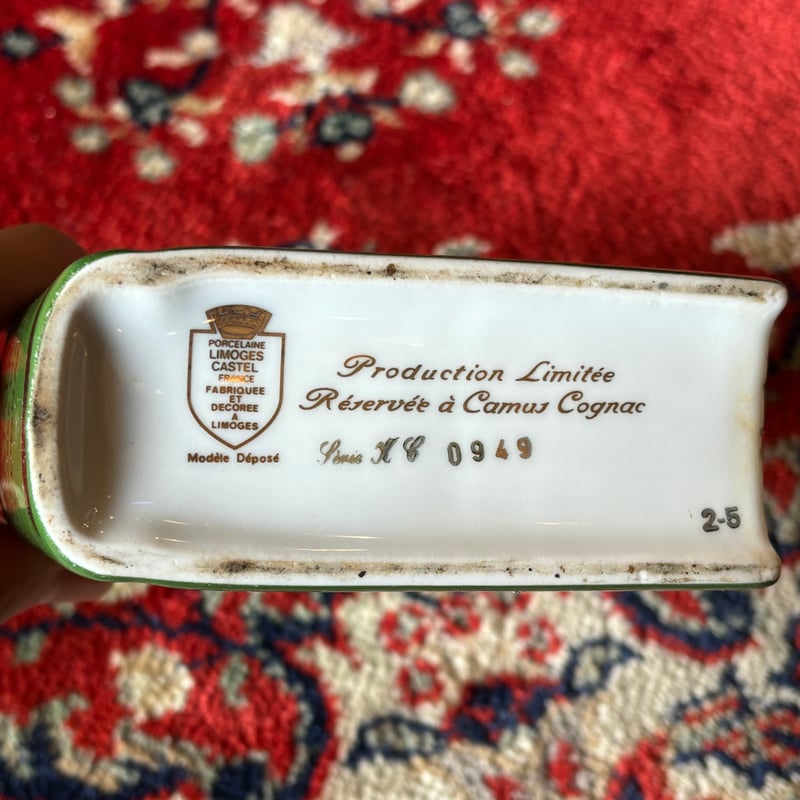 PORCELAINE
LIMOGES
CASTEL
FRANCE
FABRIQUEE
ET
DECOREE
A
LIMOGES
Modèle Déposé
Production Limitée
Réservée à Camus Cognac
Série XC 0949
2-5